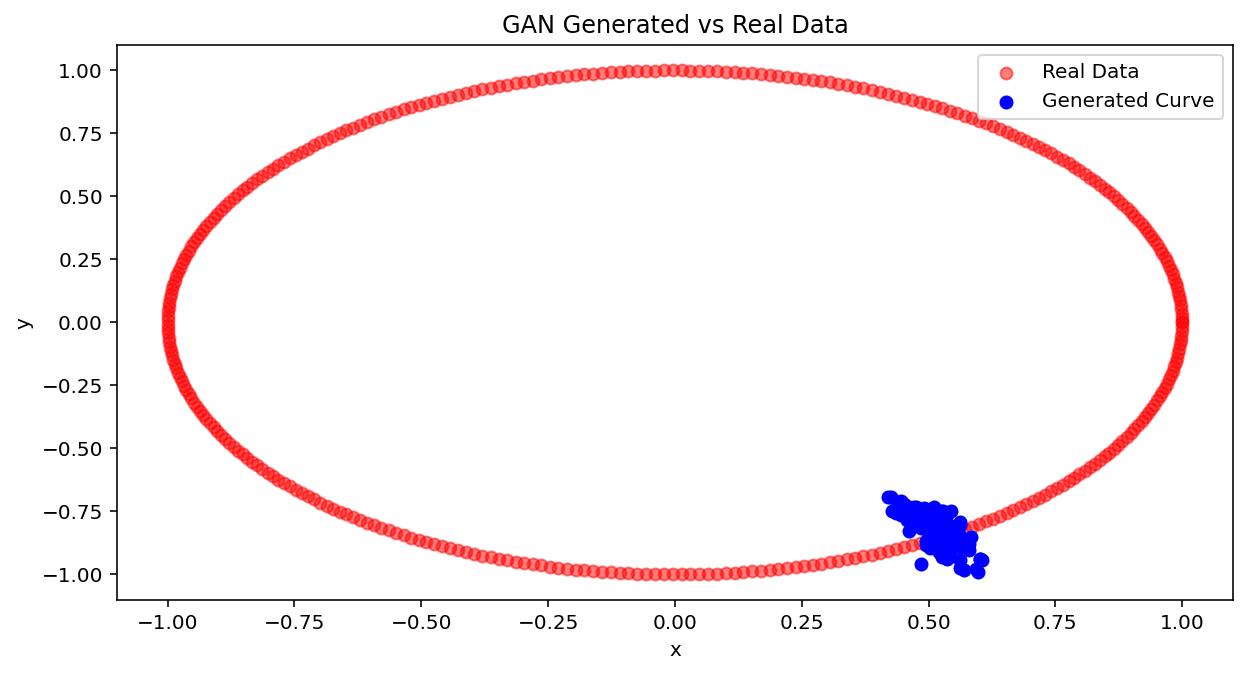 GAN Generated vs Real Data
Real Data
Generated Curve
1.00
0.75
0.50
0.25
0.00
−0.25
−0.50
−0.75
−1.00
y
−1.00 −0.75 −0.50 −0.25 0.00 0.25 0.50 0.75 1.00
x